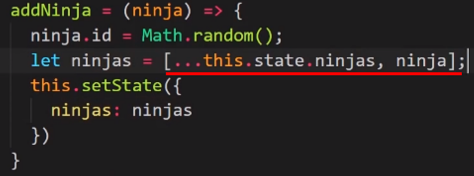 addNinja = (ninja) => {
ninja.id = Math.random();
let ninjas = [...this.state.ninjas, ninja];
this.setState({
ninjas: ninjas
})
}